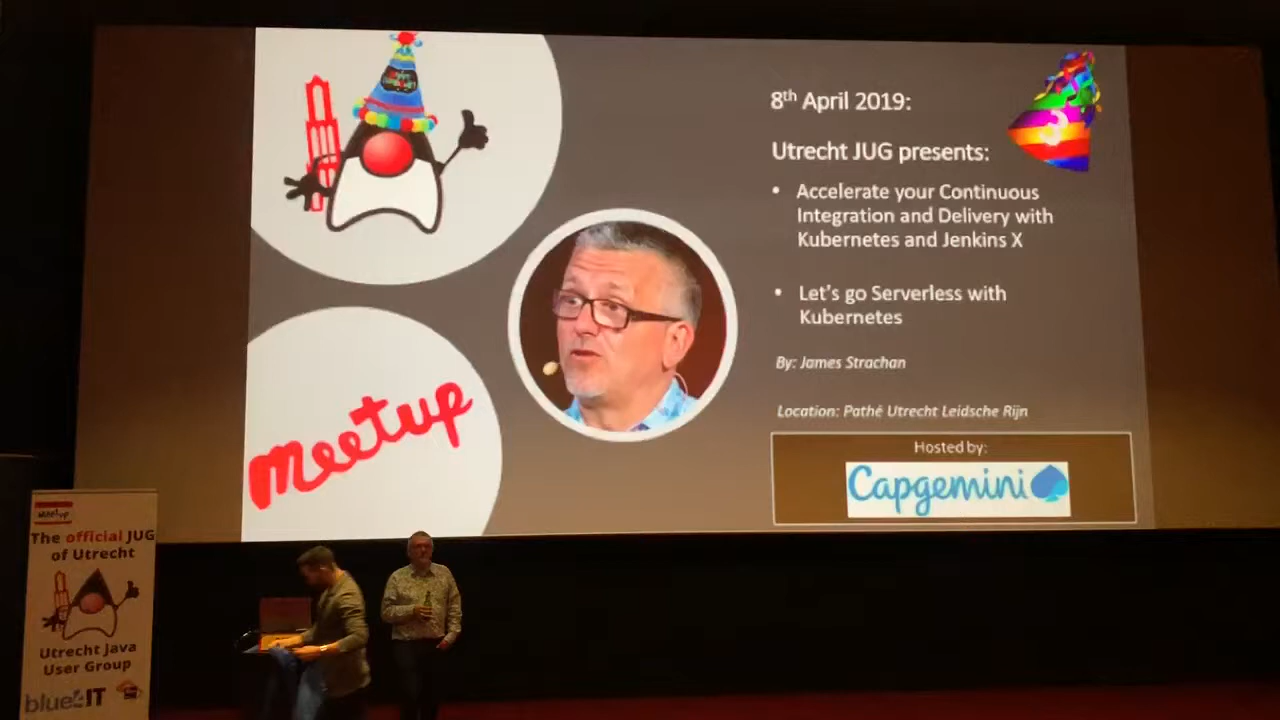 8th April 2019:
Utrecht JUG presents:
• Accelerate your Continuous
Integration and Delivery with
Kubernetes and Jenkins X
• Let's go Serverless with
Kubernetes
By: James Strachan
Location: Pathé Utrecht Leidsche Rijn
Hosted by:
Capgemini
meetup
3
meetup
The official JUG
of Utrecht
Utrecht Java
User Group
blue4IT